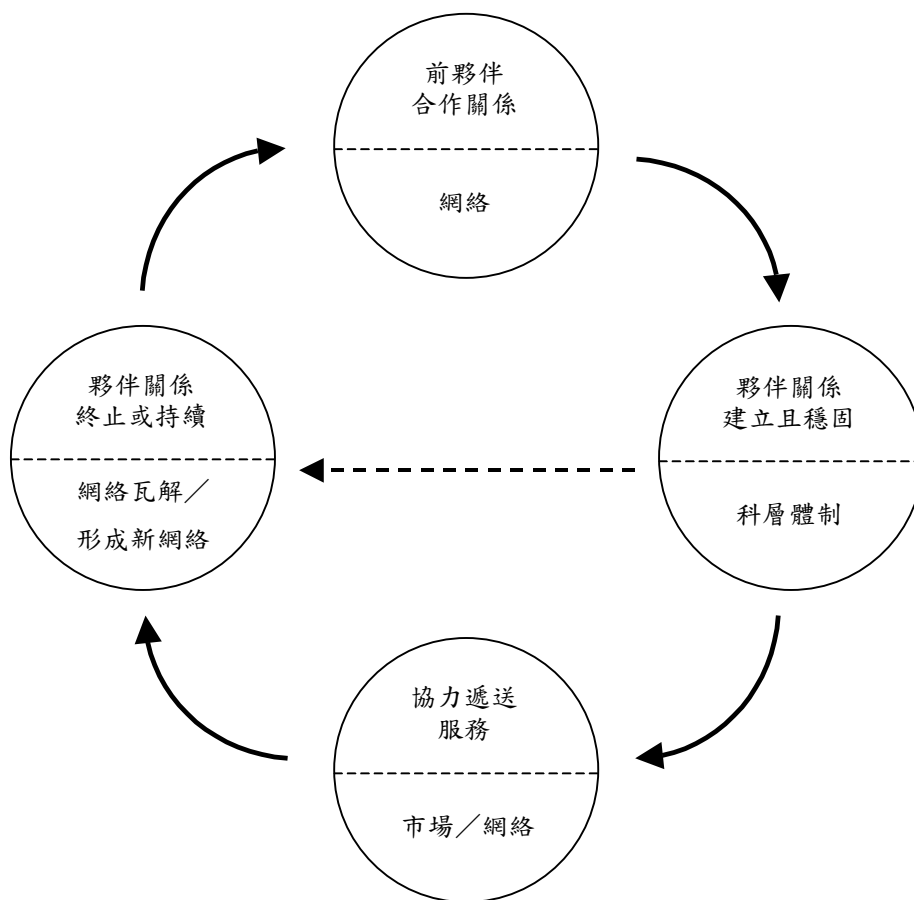 前夥伴
合作關係
網絡
夥伴關係
終止或持續
網絡瓦解／
形成新網絡
夥伴關係
建立且穩固
科層體制
協力遞送
服務
市場／網絡